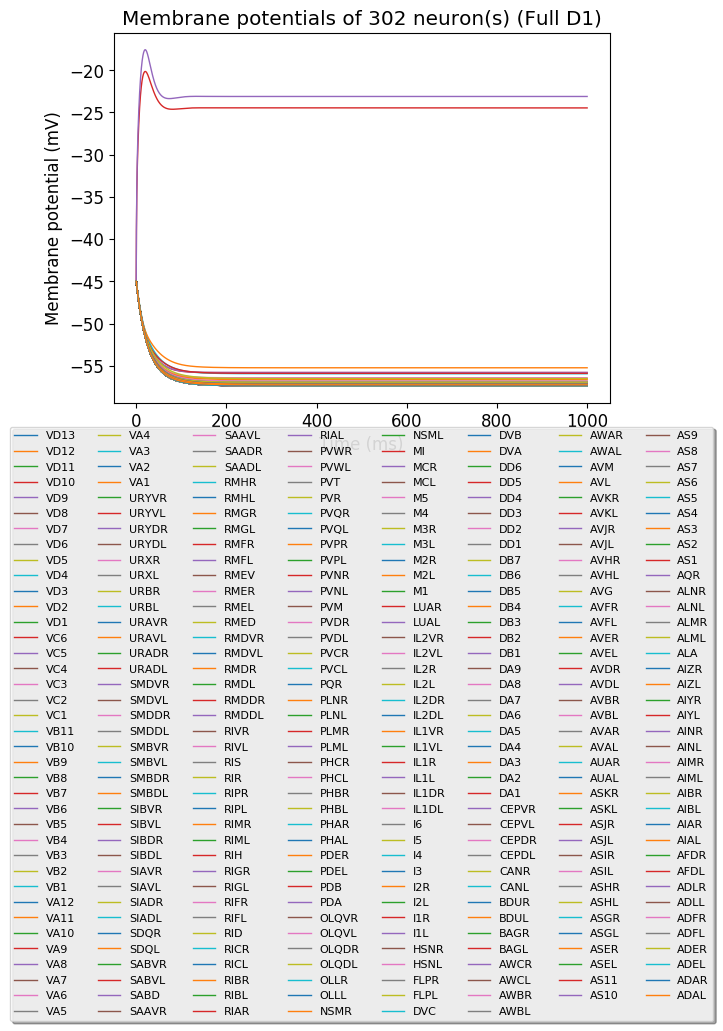 Membrane potentials of 302 neuron(s) (Full D1)
Membrane potential (mV)
−20
−25
−30
−35
−40
−45
−50
−55
0 200 400 600 800 1000
Time (ms)
VD13 VA4 SAAVL RIAL NSML DVB AWAR AS9
VD12 VA3 SAADR PVWR MI DVA AWAL AS8
VD11 VA2 SAADL PVWL MCR DD6 AVM AS7
VD10 VA1 RMHR PVT MCL DD5 AVL AS6
VD9 URYVR RMHL PVR M5 DD4 AVKR AS5
VD8 URYVL RMGR PVQR M4 DD3 AVKL AS4
VD7 URYDR RMGL PVQL M3R DD2 AVJR AS3
VD6 URYDL RMFR PVPR M3L DD1 AVJL AS2
VD5 URXR RMFL PVPL M2R DB7 AVHR AS1
VD4 URXL RMEV PVNR M2L DB6 AVHL AQR
VD3 URBR RMER PVNL M1 DB5 AVG ALNR
VD2 URBL RMEL PVM LUAR DB4 AVFR ALNL
VD1 URAVR RMED PVDR LUAL DB3 AVFL ALMR
VC6 URAVL RMDVR PVDL IL2VR DB2 AVER ALML
VC5 URADR RMDVL PVCR IL2VL DB1 AVEL ALA
VC4 URADL RMDR PVCL IL2R DA9 AVDR AIZR
VC3 SMDVR RMDL PQR IL2L DA8 AVDL AIZL
VC2 SMDVL RMDDR PLNR IL2DR DA7 AVBR AIYR
VC1 SMDDR RMDDL PLNL IL2DL DA6 AVBL AIYL
VB11 SMDDL RIVR PLMR IL1VR DA5 AVAR AINR
VB10 SMBVR RIVL PLML IL1VL DA4 AVAL AINL
VB9 SMBVL RIS PHCR IL1R DA3 AUAR AIMR
VB8 SMBDR RIR PHCL IL1L DA2 AUAL AIML
VB7 SMBDL RIPR PHBR IL1DR DA1 ASKR AIBR
VB6 SIBVR RIPL PHBL IL1DL CEPVR ASKL AIBL
VB5 SIBVL RIMR PHAR I6 CEPVL ASJR AIAR
VB4 SIBDR RIML PHAL I5 CEPDR ASJL AIAL
VB3 SIBDL RIH PDER I4 CEPDL ASIR AFDR
VB2 SIAVR RIGR PDEL I3 CANR ASIL AFDL
VB1 SIAVL RIGL PDB I2R CANL ASHR ADLR
VA12 SIADR RIFR PDA I2L BDUR ASHL ADLL
VA11 SIADL RIFL OLQVR I1R BDUL ASGR ADFR
VA10 SDQR RID OLQVL I1L BAGR ASGL ADFL
VA9 SDQL RICR OLQDR HSNR BAGL ASER ADER
VA8 SABVR RICL OLQDL HSNL AWCR ASEL ADEL
VA7 SABVL RIBR OLLR FLPR AWCL AS11 ADAR
VA6 SABD RIBL OLLL FLPL AWBR AS10 ADAL
VA5 SAAVR RIAR NSMR DVC AWBL